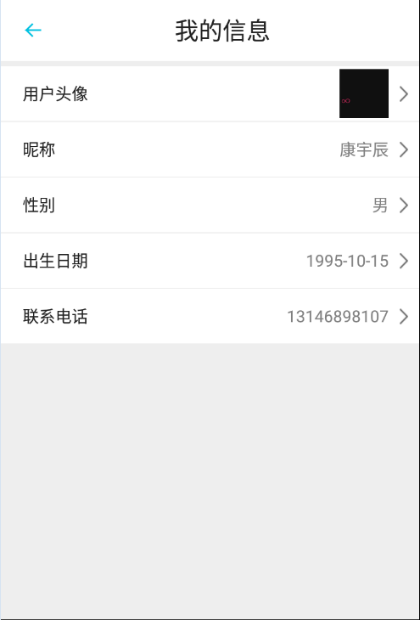 我的信息
用户头像
昵称 康宇辰
性别 男
出生日期 1995-10-15
联系电话 13146898107